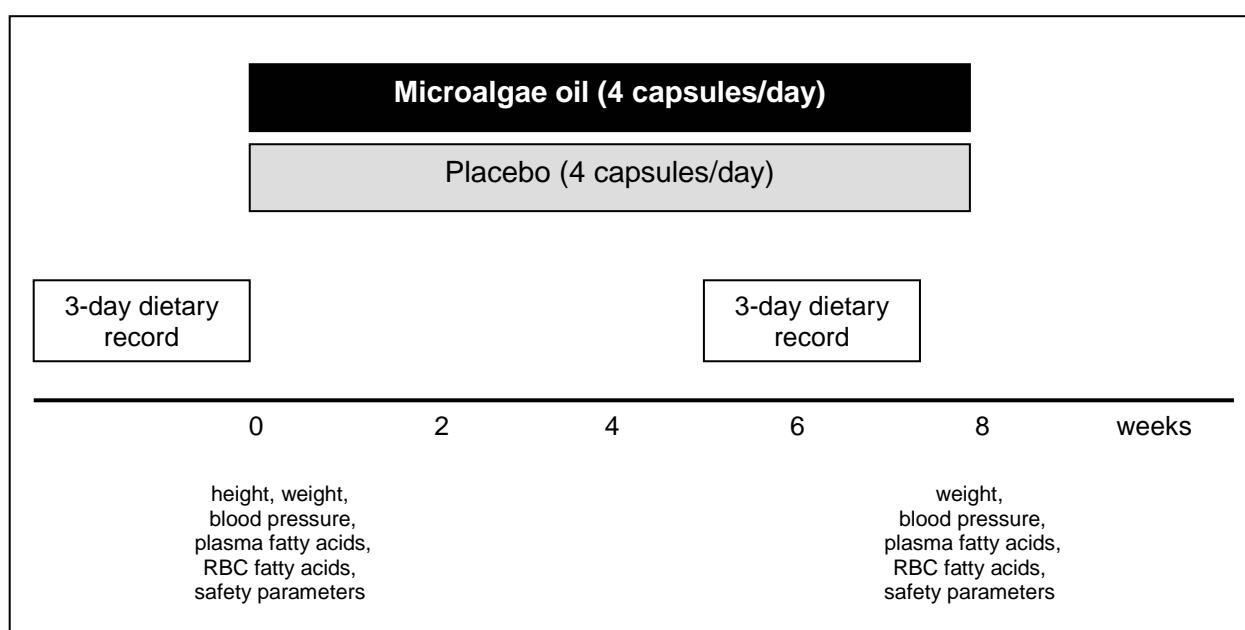 Microalgae oil (4 capsules/day)
Placebo (4 capsules/day)
3-day dietary
record
3-day dietary
record
0 2 4 6 8 weeks
height, weight,
blood pressure,
plasma fatty acids,
RBC fatty acids,
safety parameters
weight,
blood pressure,
plasma fatty acids,
RBC fatty acids,
safety parameters